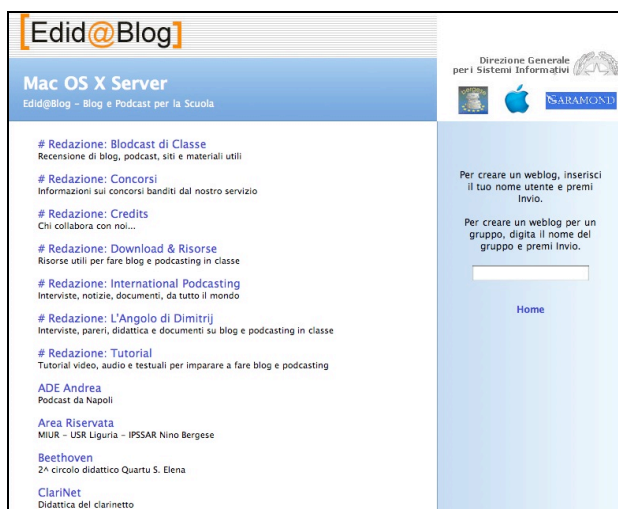 [Edid@Blog]
Mac OS X Server
Edid@Blog - Blog e Podcast per la Scuola
# Redazione: Blodcast di Classe
Recensione di blog, podcast, siti e materiali utili
# Redazione: Concorsi
Informazioni sui concorsi banditi dal nostro servizio
# Redazione: Credits
Chi collabora con noi...
# Redazione: Download & Risorse
Risorse utili per fare blog e podcasting in classe
# Redazione: International Podcasting
Interviste, notizie, documenti, da tutto il mondo
# Redazione: L'Angolo di Dimitrij
Interviste, pareri, didattica e documenti su blog e podcasting in classe
# Redazione: Tutorial
Tutorial video, audio e testuali per imparare a fare blog e podcasting
ADE Andrea
Podcast da Napoli
Area Riservata
MIUR - USR Liguria - IPSSAR Nino Bergese
Beethoven
2^ circolo didattico Quartu S. Elena
ClariNet
Didattica del clarinetto
Direzione Generale
per i Sistemi Informativi
GARAMOND
Per creare un weblog, inserisci
il tuo nome utente e premi
Invio.
Per creare un weblog per un
gruppo, digita il nome del
gruppo e premi Invio.
Home